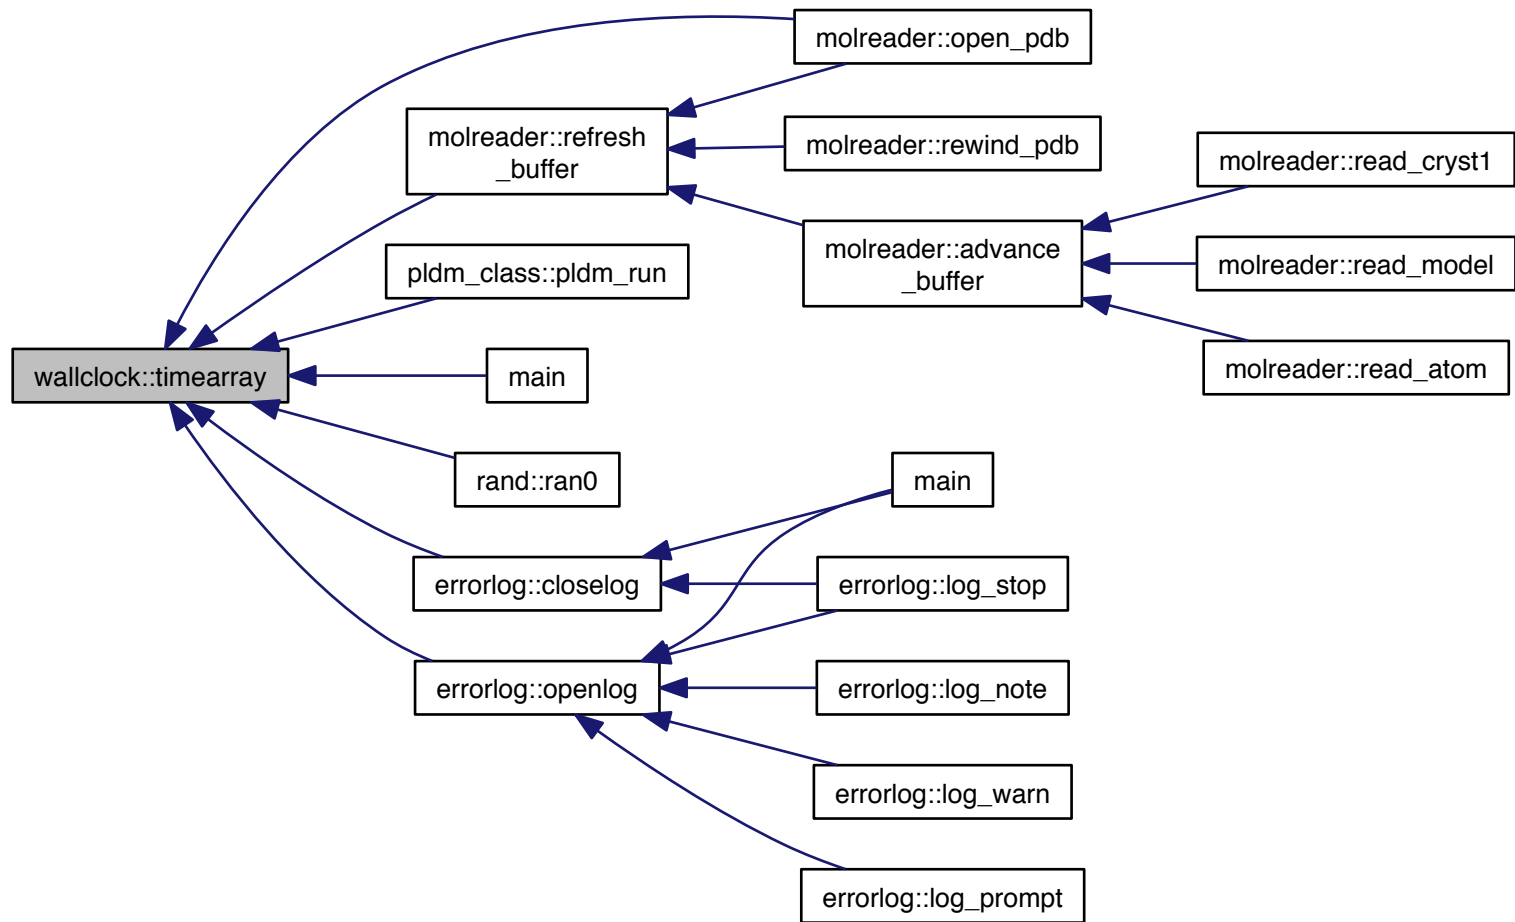 molreader::open_pdb
molreader::refresh
_buffer
molreader::rewind_pdb
molreader::read_cryst1
molreader::advance
_buffer
molreader::read_model
pldm_class::pldm_run
wallclock::timearray
main
molreader::read_atom
rand::ran0
main
errorlog::closelog
errorlog::log_stop
errorlog::openlog
errorlog::log_note
errorlog::log_warn
errorlog::log_prompt